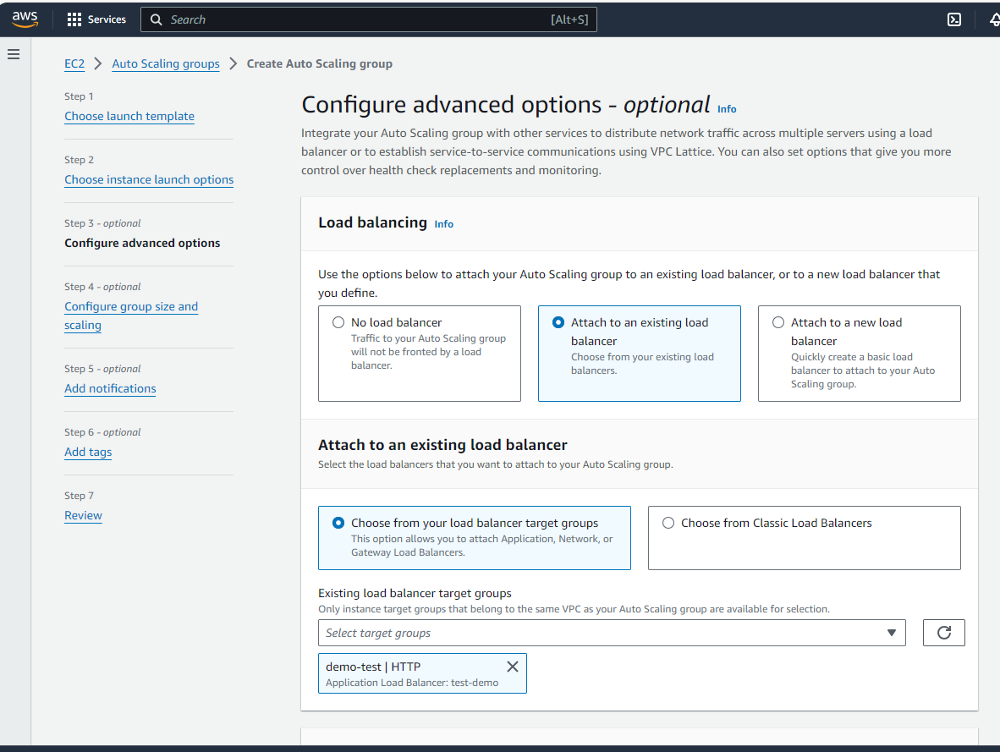 aws
Services
Search
[Alt+S]
EC2 > Auto Scaling groups > Create Auto Scaling group
Step 1
Choose launch template
Step 2
Choose instance launch options
Step 3 - optional
Configure advanced options
Step 4 - optional
Configure group size and
scaling
Step 5 - optional
Add notifications
Step 6 - optional
Add tags
Step 7
Review
Configure advanced options - optional Info
Integrate your Auto Scaling group with other services to distribute network traffic across multiple servers using a load
balancer or to establish service-to-service communications using VPC Lattice. You can also set options that give you more
control over health check replacements and monitoring.
Load balancing Info
Use the options below to attach your Auto Scaling group to an existing load balancer, or to a new load balancer that
you define.
No load balancer
Traffic to your Auto Scaling group
will not be fronted by a load
balancer.
Attach to an existing load
balancer
Choose from your existing load
balancers.
Attach to a new load
balancer
Quickly create a basic load
balancer to attach to your Auto
Scaling group.
Attach to an existing load balancer
Select the load balancers that you want to attach to your Auto Scaling group.
Choose from your load balancer target groups
This option allows you to attach Application, Network, or
Gateway Load Balancers.
Choose from Classic Load Balancers
Existing load balancer target groups
Only instance target groups that belong to the same VPC as your Auto Scaling group are available for selection.
Select target groups
demo-test | HTTP
Application Load Balancer: test-demo